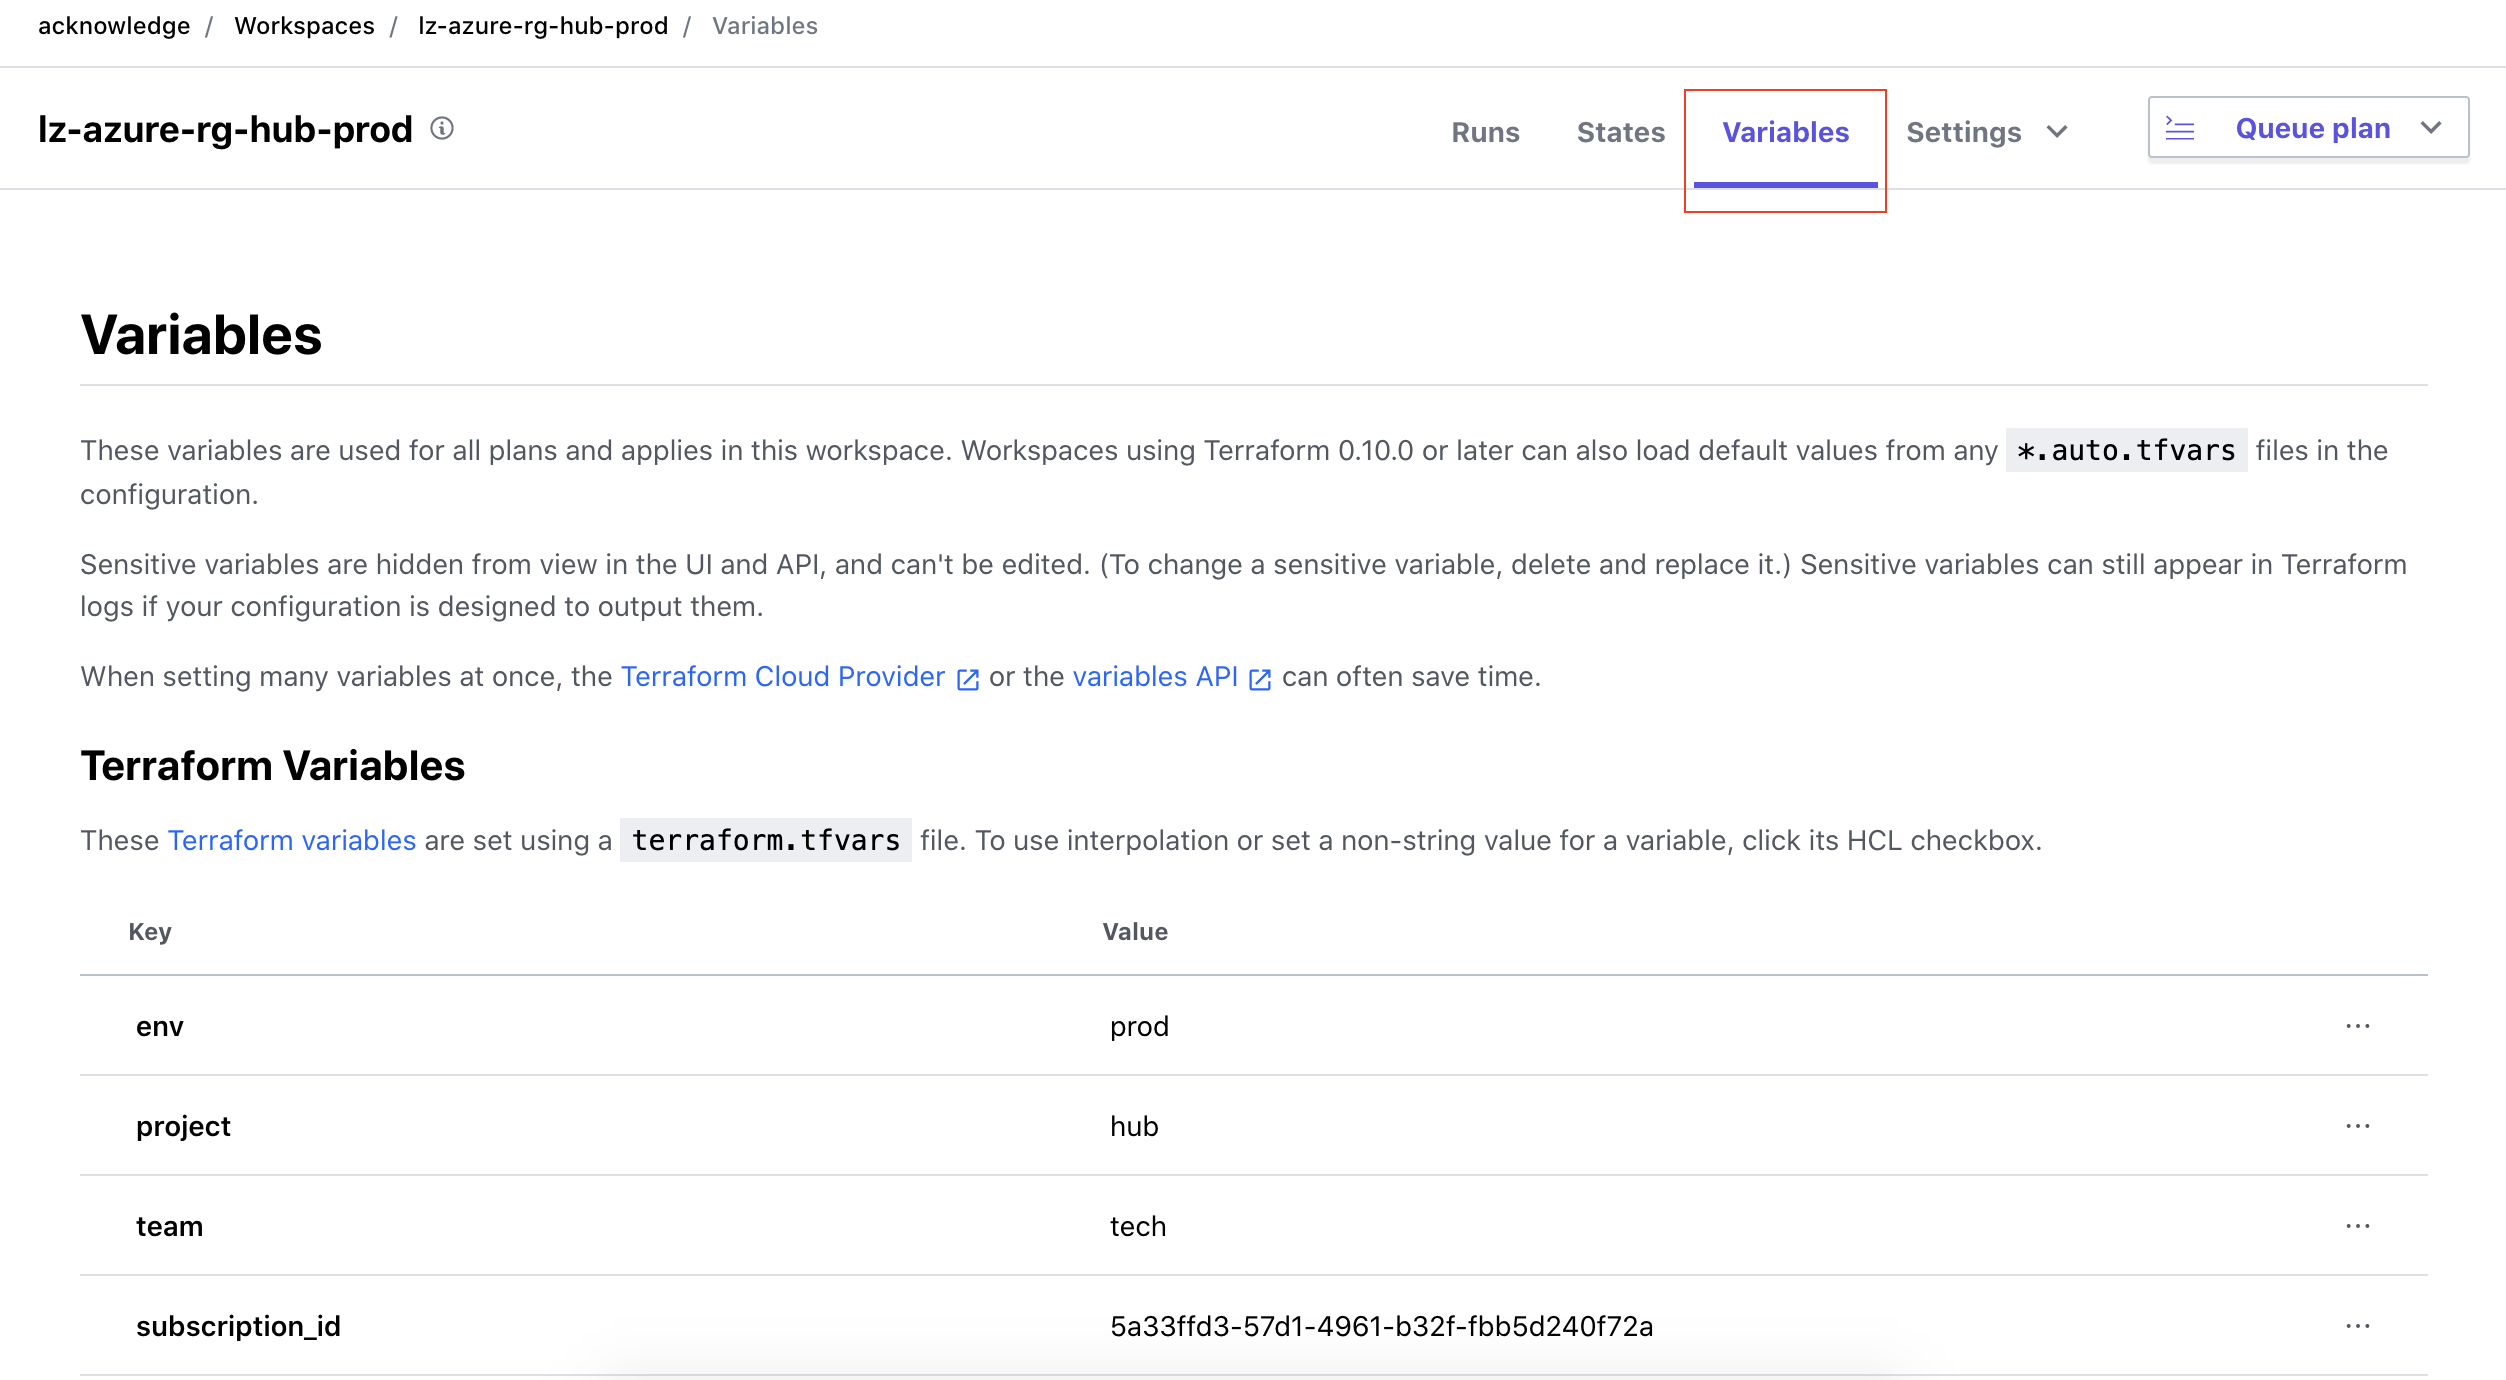 acknowledge / Workspaces / lz-azure-rg-hub-prod / Variables
lz-azure-rg-hub-prod Runs States Variables Settings Queue plan
Variables
These variables are used for all plans and applies in this workspace. Workspaces using Terraform 0.10.0 or later can also load default values from any *.auto.tfvars files in the
configuration.
Sensitive variables are hidden from view in the UI and API, and can't be edited. (To change a sensitive variable, delete and replace it.) Sensitive variables can still appear in Terraform
logs if your configuration is designed to output them.
When setting many variables at once, the Terraform Cloud Provider or the variables API can often save time.
Terraform Variables
These Terraform variables are set using a terraform.tfvars file. To use interpolation or set a non-string value for a variable, click its HCL checkbox.
Key Value
env prod ...
project hub ...
team tech ...
subscription_id 5a33ffd3-57d1-4961-b32f-fbb5d240f72a ...